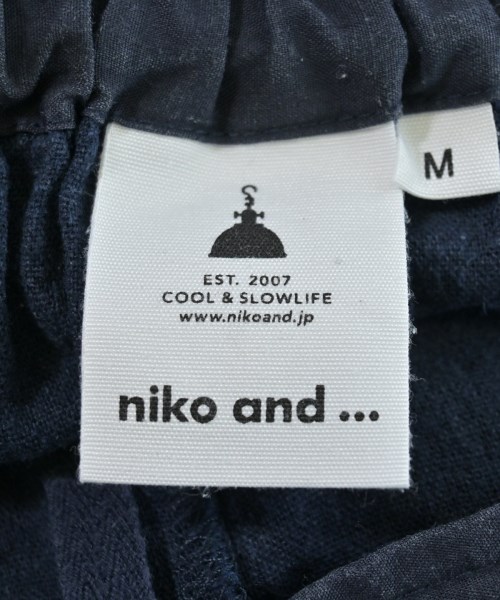 M
EST. 2007
COOL & SLOWLIFE
www.nikoand.jp
niko and ...